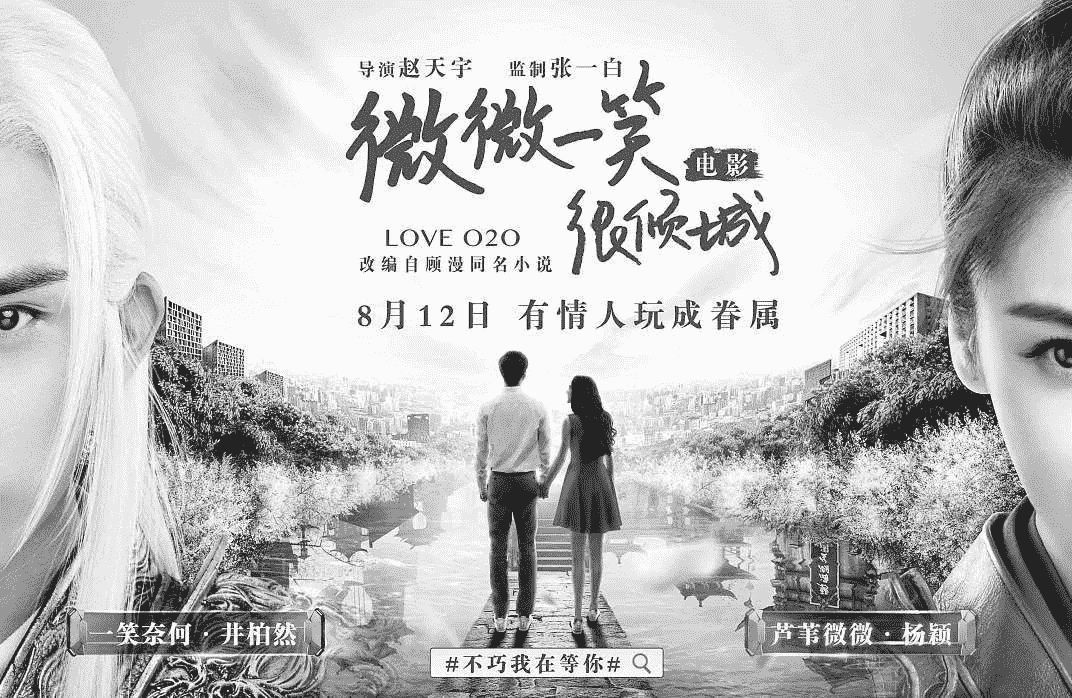 导演赵天宇 监制张一白
微微一笑
电影
很倾城
LOVE O2O
改编自顾漫同名小说
8月12日 有情人玩成眷属
一笑奈何·井柏然
芦苇微微·杨颖
#不巧我在等你#